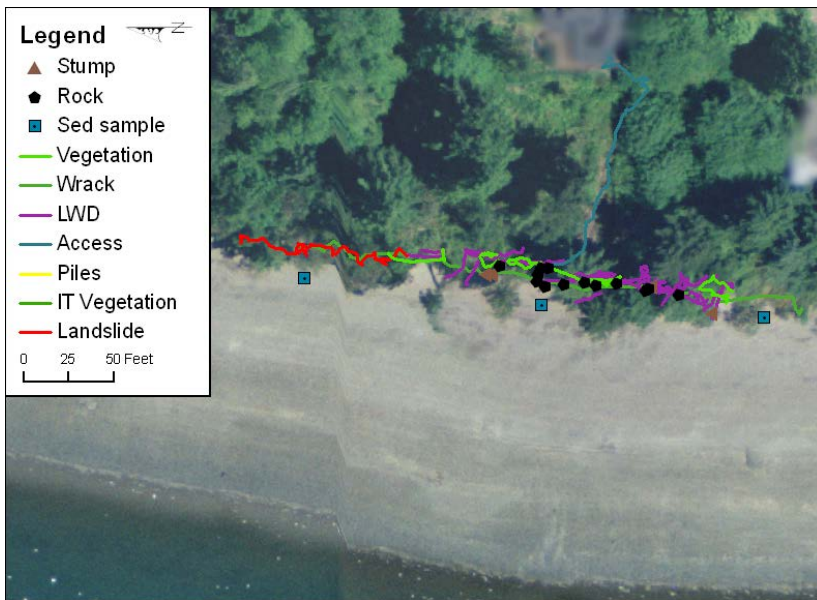 Legend
Z
Stump
Rock
Sed sample
Vegetation
Wrack
LWD
Access
Piles
IT Vegetation
Landslide
0 25 50 Feet